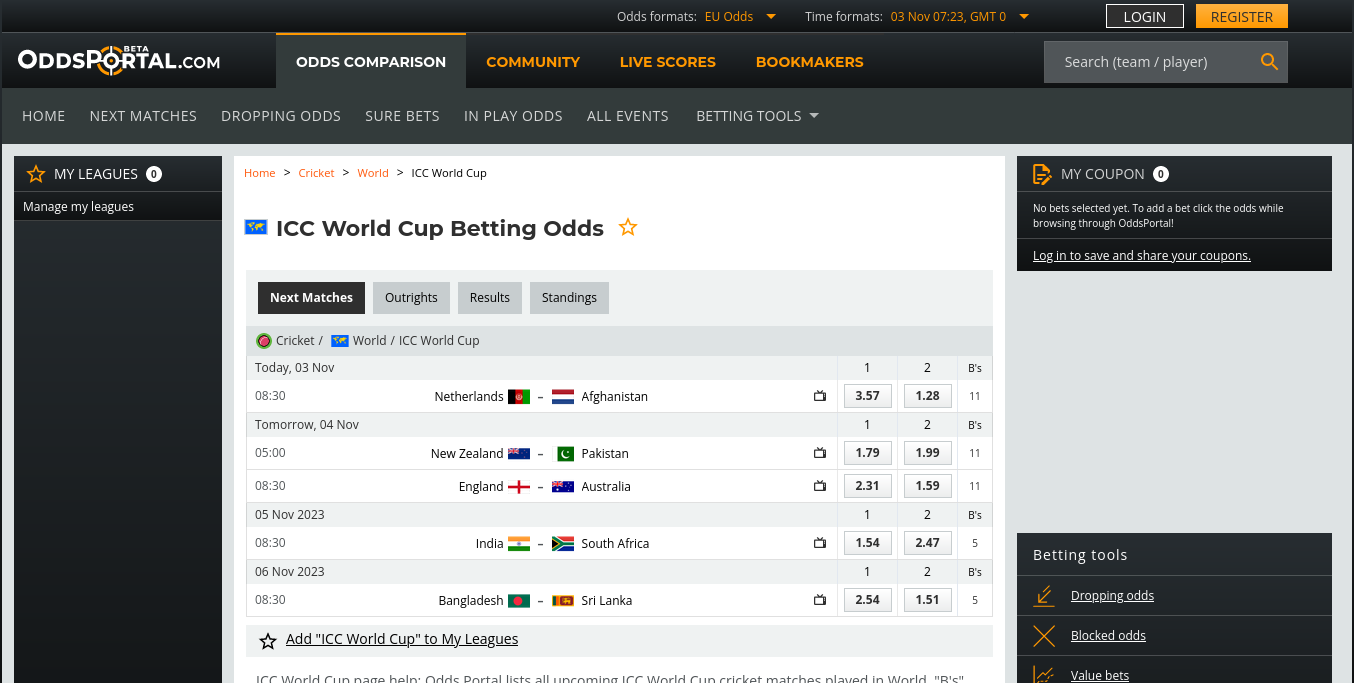 Odds formats: EU Odds Time formats: 03 Nov 07:23, GMT 0 LOGIN REGISTER
ODDSPORTAL.COM BETA ODDS COMPARISON COMMUNITY LIVE SCORES BOOKMAKERS Search (team / player)
HOME NEXT MATCHES DROPPING ODDS SURE BETS IN PLAY ODDS ALL EVENTS BETTING TOOLS
MY LEAGUES 0
Manage my leagues
Home > Cricket > World > ICC World Cup
ICC World Cup Betting Odds
Next Matches Outrights Results Standings
Cricket / World / ICC World Cup
Today, 03 Nov 1 2 B's
08:30 Netherlands – Afghanistan 3.57 1.28 11
Tomorrow, 04 Nov 1 2 B's
05:00 New Zealand – Pakistan 1.79 1.99 11
08:30 England – Australia 2.31 1.59 11
05 Nov 2023 1 2 B's
08:30 India – South Africa 1.54 2.47 5
06 Nov 2023 1 2 B's
08:30 Bangladesh – Sri Lanka 2.54 1.51 5
Add "ICC World Cup" to My Leagues
ICC World Cup page help: Odds Portal lists all upcoming ICC World Cup cricket matches played in World. "B's"
MY COUPON 0
No bets selected yet. To add a bet click the odds while
browsing through OddsPortal!
Log in to save and share your coupons.
Betting tools
Dropping odds
Blocked odds
Value bets